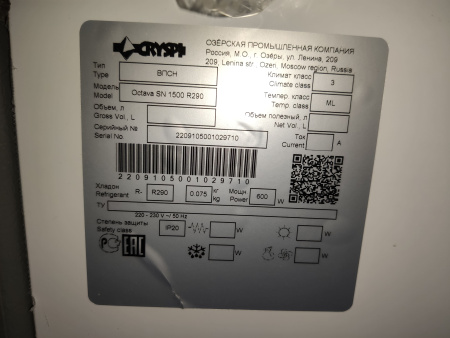 CRYSPI
ОЗЁРСКАЯ ПРОМЫШЛЕННАЯ КОМПАНИЯ
Россия, М.О., г. Озёры, ул. Ленина, 209
209, Lenina str., Ozeri, Moscow region, Russia
Тип
Type
ВПСН
Климат класс
Climate class
3
Модель
Model
Octava SN 1500 R290
Темпер. класс
Temp. class
ML
Объем, л
Gross Vol., L
Объем полезный, л
Net Vol., L
Серийный №
Serial No.
2209105001029710
Ток
Current
A
2209105001029710
Хладон
Refrigerant
R,
R290
0.075
кг
kg
Мощн.
Power
600
W
ТУ
220 - 230 V ~/ 50 Hz
Степень защиты
Safety class
IP20
W
W
РС
EAC
W
W